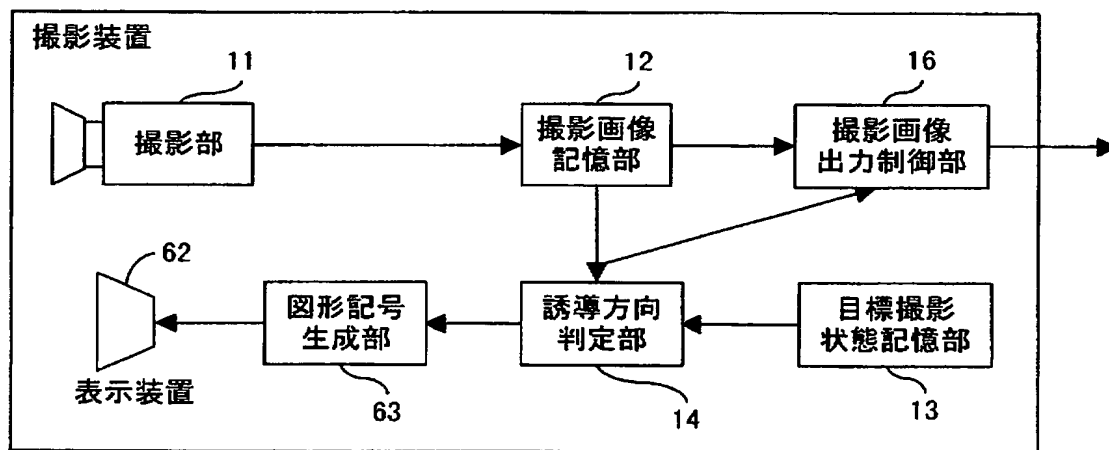 撮影装置
11
12
16
撮影部
撮影画像
記憶部
撮影画像
出力制御部
62
図形記号
生成部
誘導方向
判定部
目標撮影
状態記憶部
表示装置
63
14
13